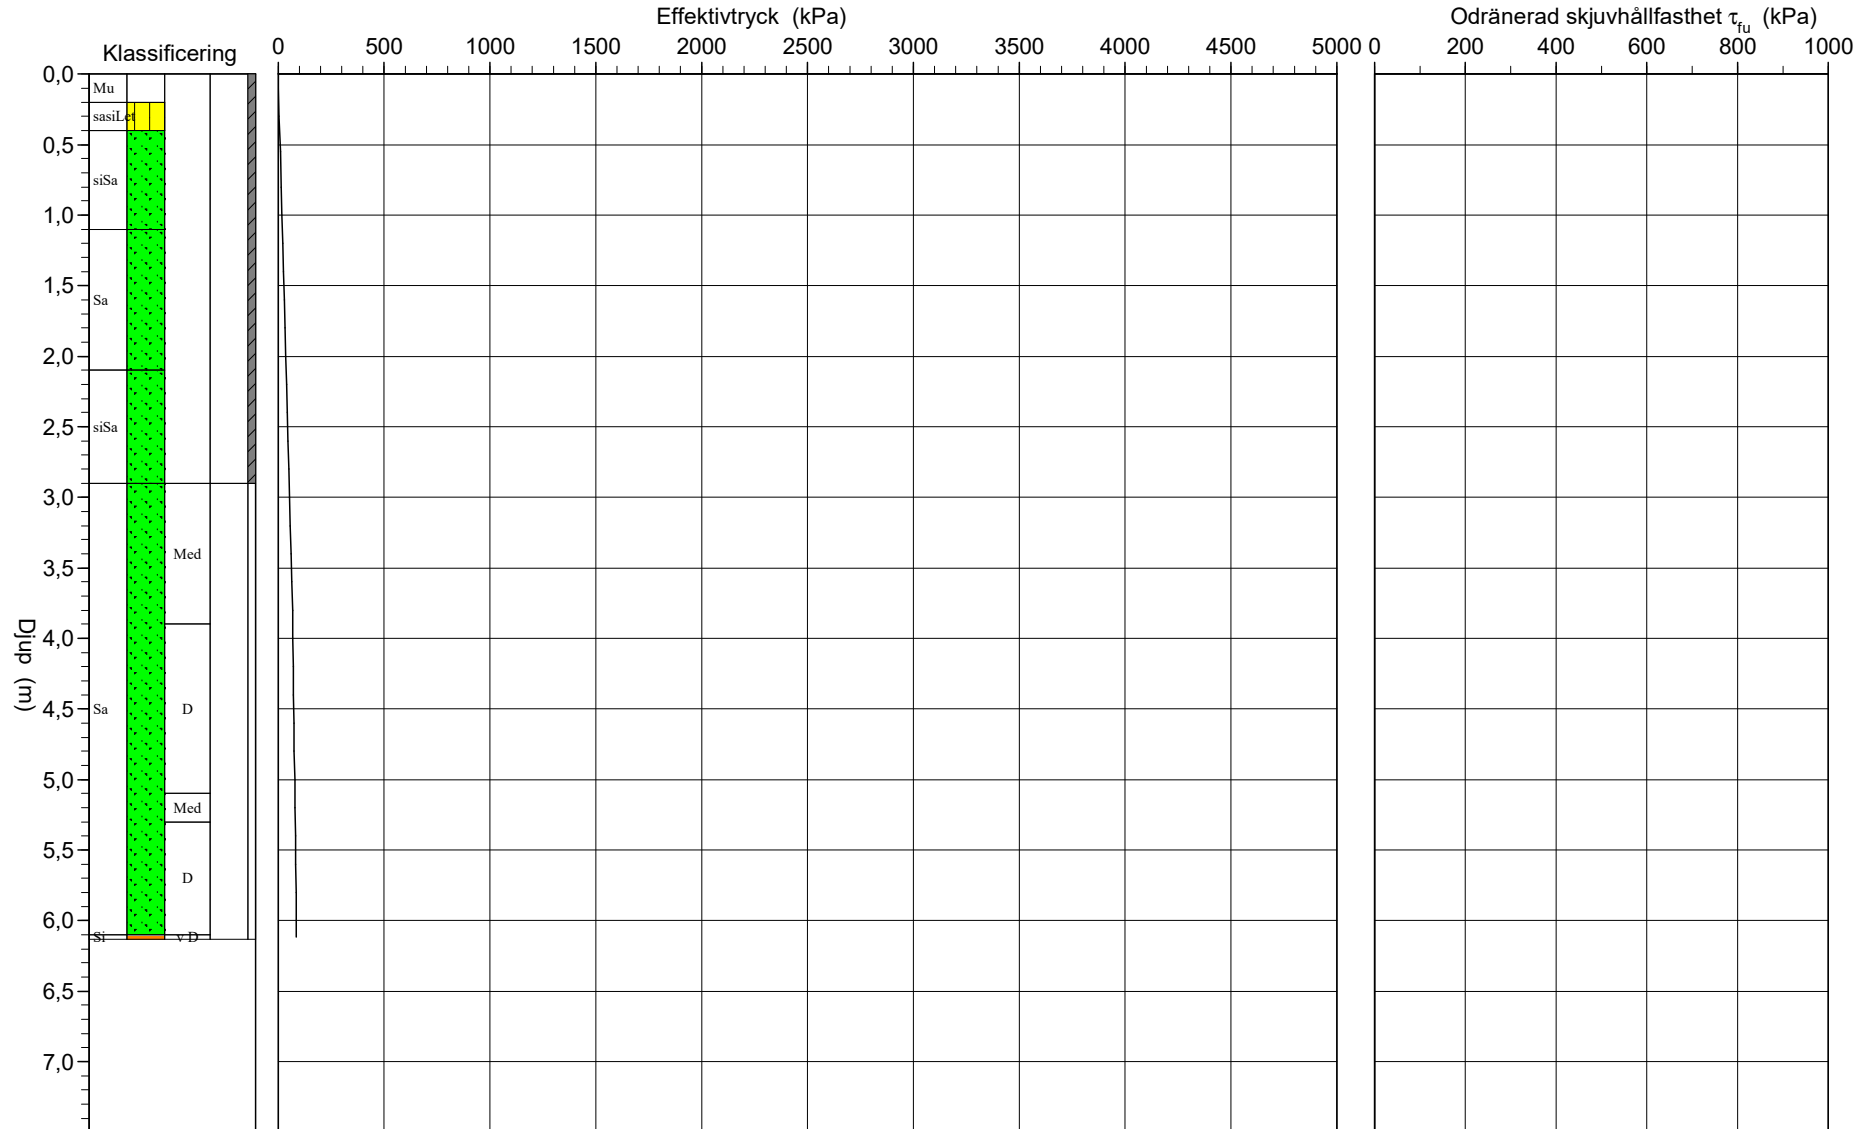 Effektivtryck (kPa)
Odränerad skjuvhållfasthet τfu (kPa)
Klassificering
0 500 1000 1500 2000 2500 3000 3500 4000 4500 5000
0 200 400 600 800 1000
0,0
Mu
sasiLet
0,5
siSa
1,0
1,5
Sa
2,0
2,5
siSa
3,0
Med
3,5
4,0
Djup (m)
4,5
Sa
D
5,0
Med
5,5
D
6,0
Si
v D
6,5
7,0